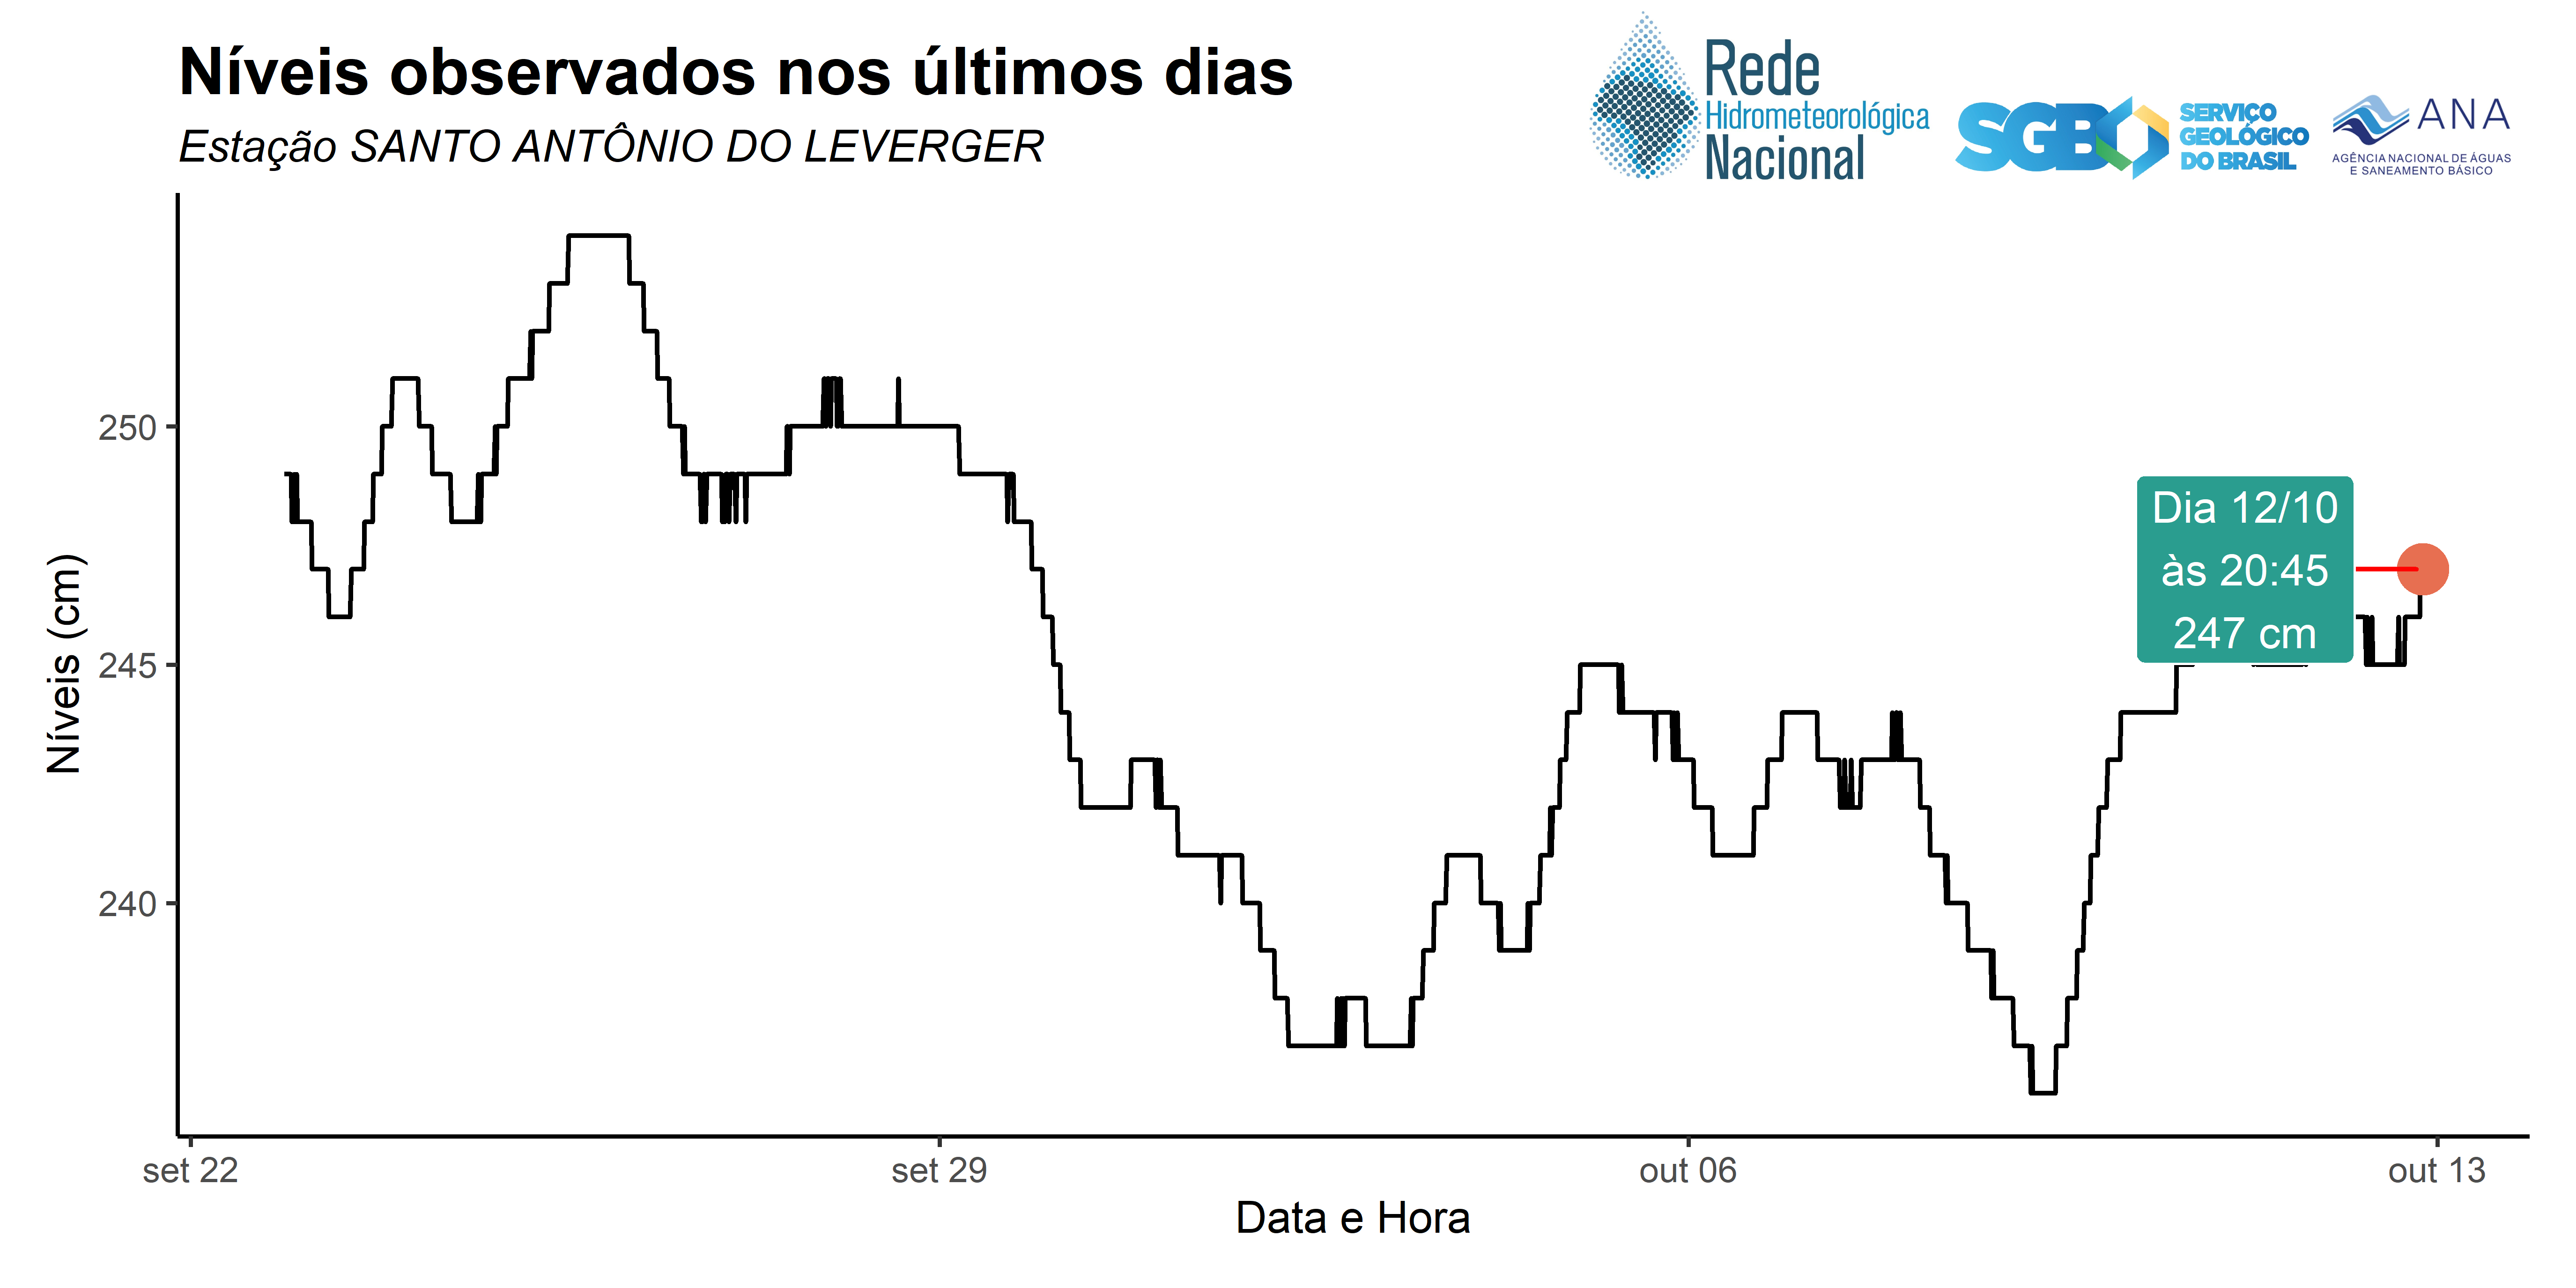 Níveis observados nos últimos dias
Estação SANTO ANTÔNIO DO LEVERGER
Rede
Hidrometeorológica
Nacional
SGB
SERVIÇO
GEOLÓGICO
DO BRASIL
ANA
AGÊNCIA NACIONAL DE ÁGUAS
E SANEAMENTO BÁSICO
Níveis (cm)
250
245
240
Dia 12/10
às 20:45
247 cm
set 22
set 29
out 06
out 13
Data e Hora